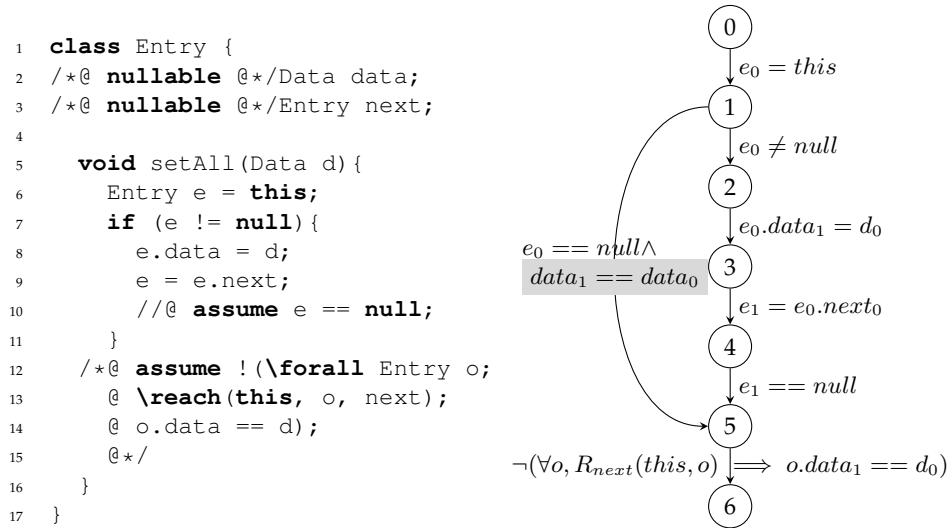 1 class Entry {
2 /*@ nullable @*/Data data;
3 /*@ nullable @*/Entry next;
4
5 void setAll(Data d){
6 Entry e = this;
7 if (e != null){
8 e.data = d;
9 e = e.next;
10 //@ assume e == null;
11 }
12 /*@ assume !(\forall Entry o;
13 @ \reach(this, o, next);
14 @ o.data == d);
15 @*/
16 }
17 }
0
e₀ = this
1
e₀ ≠ null
2
e₀.data₁ = d₀
e₀ == null∧
data₁ == data₀
3
e₁ = e₀.next₀
4
e₁ == null
5
¬(∀o, R_next(this, o) ⟹ o.data₁ == d₀)
6